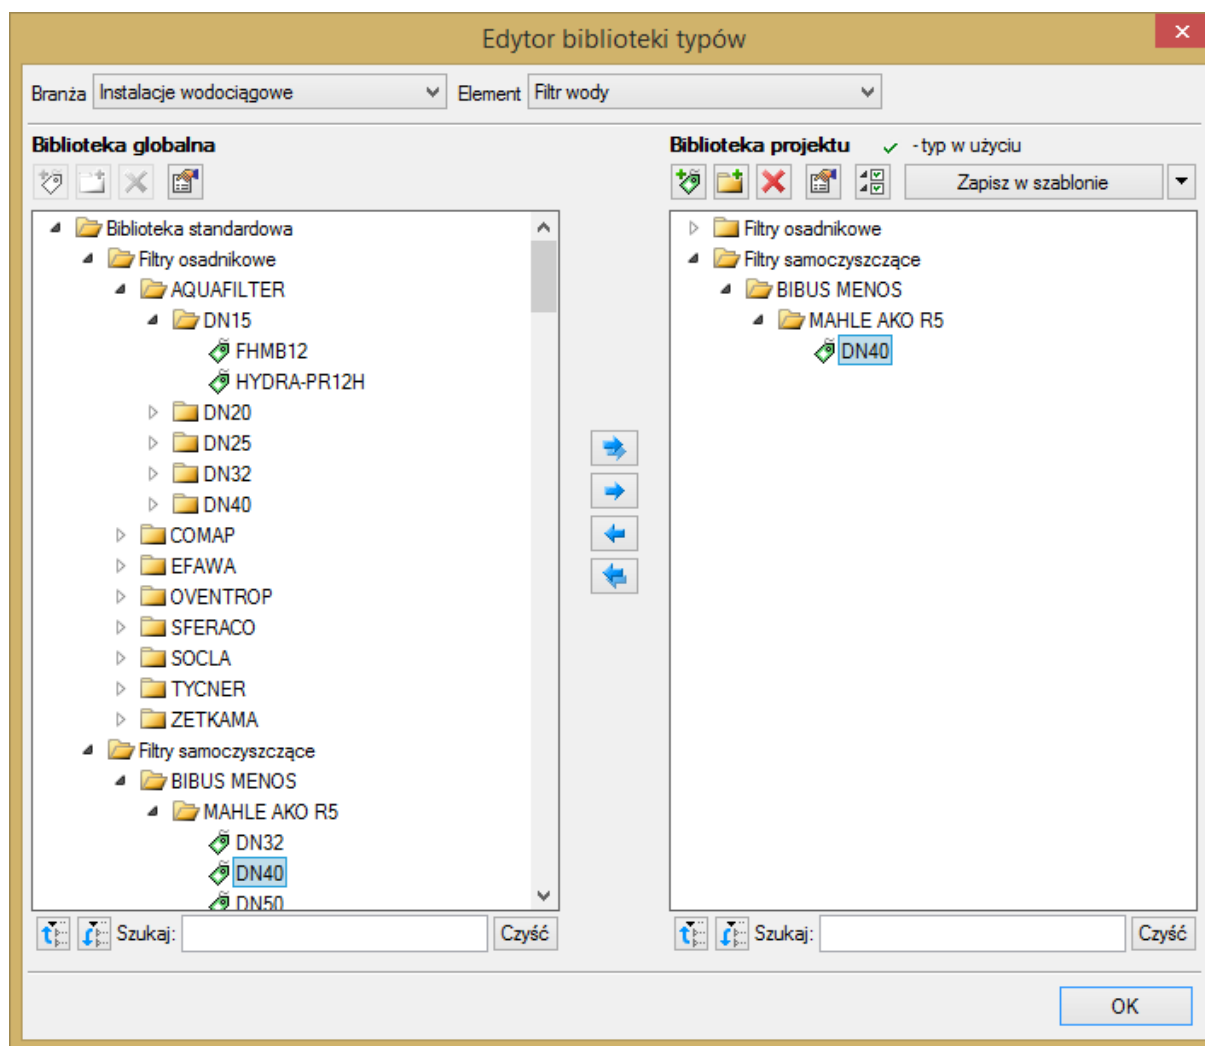 Edytor biblioteki typów
Branża Instalacje wodociągowe Element Filtr wody
Biblioteka globalna
Biblioteka standardowa
Filtry osadnikowe
AQUAFILTER
DN15
FHMB12
HYDRA-PR12H
DN20
DN25
DN32
DN40
COMAP
EFAWA
OVENTROP
SFERACO
SOCLA
TYCNER
ZETKAMA
Filtry samoczyszczące
BIBUS MENOS
MAHLE AKO R5
DN32
DN40
DN50
Szukaj: Czyść
Biblioteka projektu - typ w użyciu
Zapisz w szablonie
Filtry osadnikowe
Filtry samoczyszczące
BIBUS MENOS
MAHLE AKO R5
DN40
Szukaj: Czyść
OK